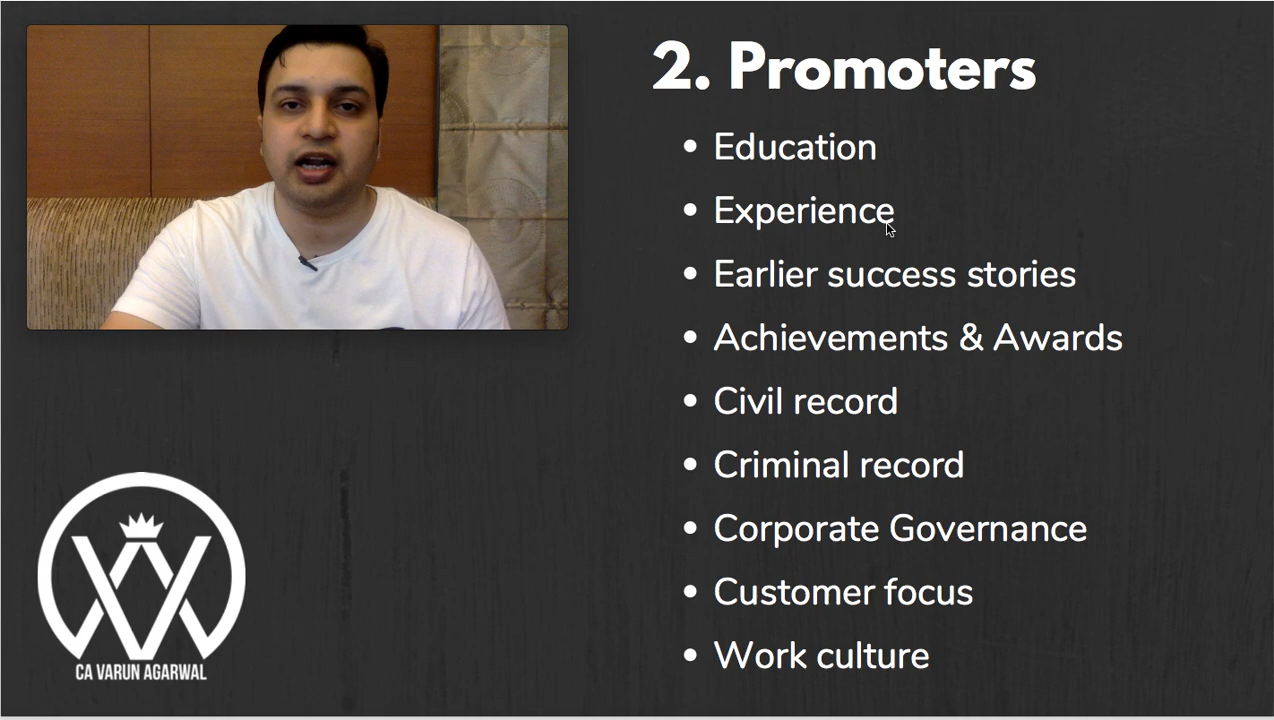 2. Promoters
• Education
• Experience
• Earlier success stories
• Achievements & Awards
• Civil record
• Criminal record
• Corporate Governance
• Customer focus
• Work culture
CA VARUN AGARWAL